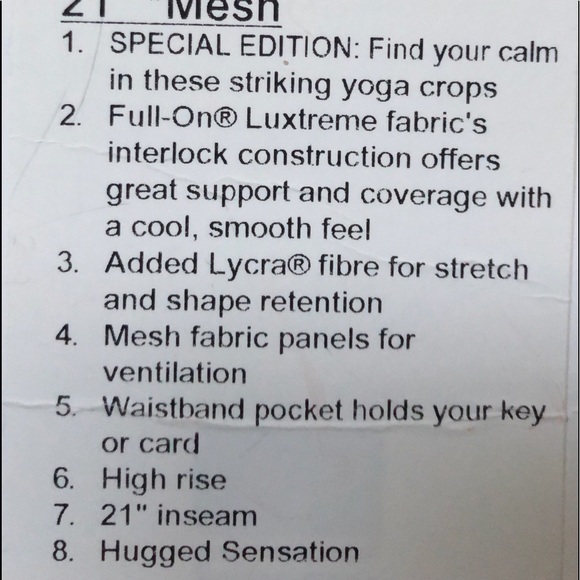 21" Mesh
1. SPECIAL EDITION: Find your calm
in these striking yoga crops
2. Full-On® Luxtreme fabric's
interlock construction offers
great support and coverage with
a cool, smooth feel
3. Added Lycra® fibre for stretch
and shape retention
4. Mesh fabric panels for
ventilation
5. Waistband pocket holds your key
or card
6. High rise
7. 21" inseam
8. Hugged Sensation